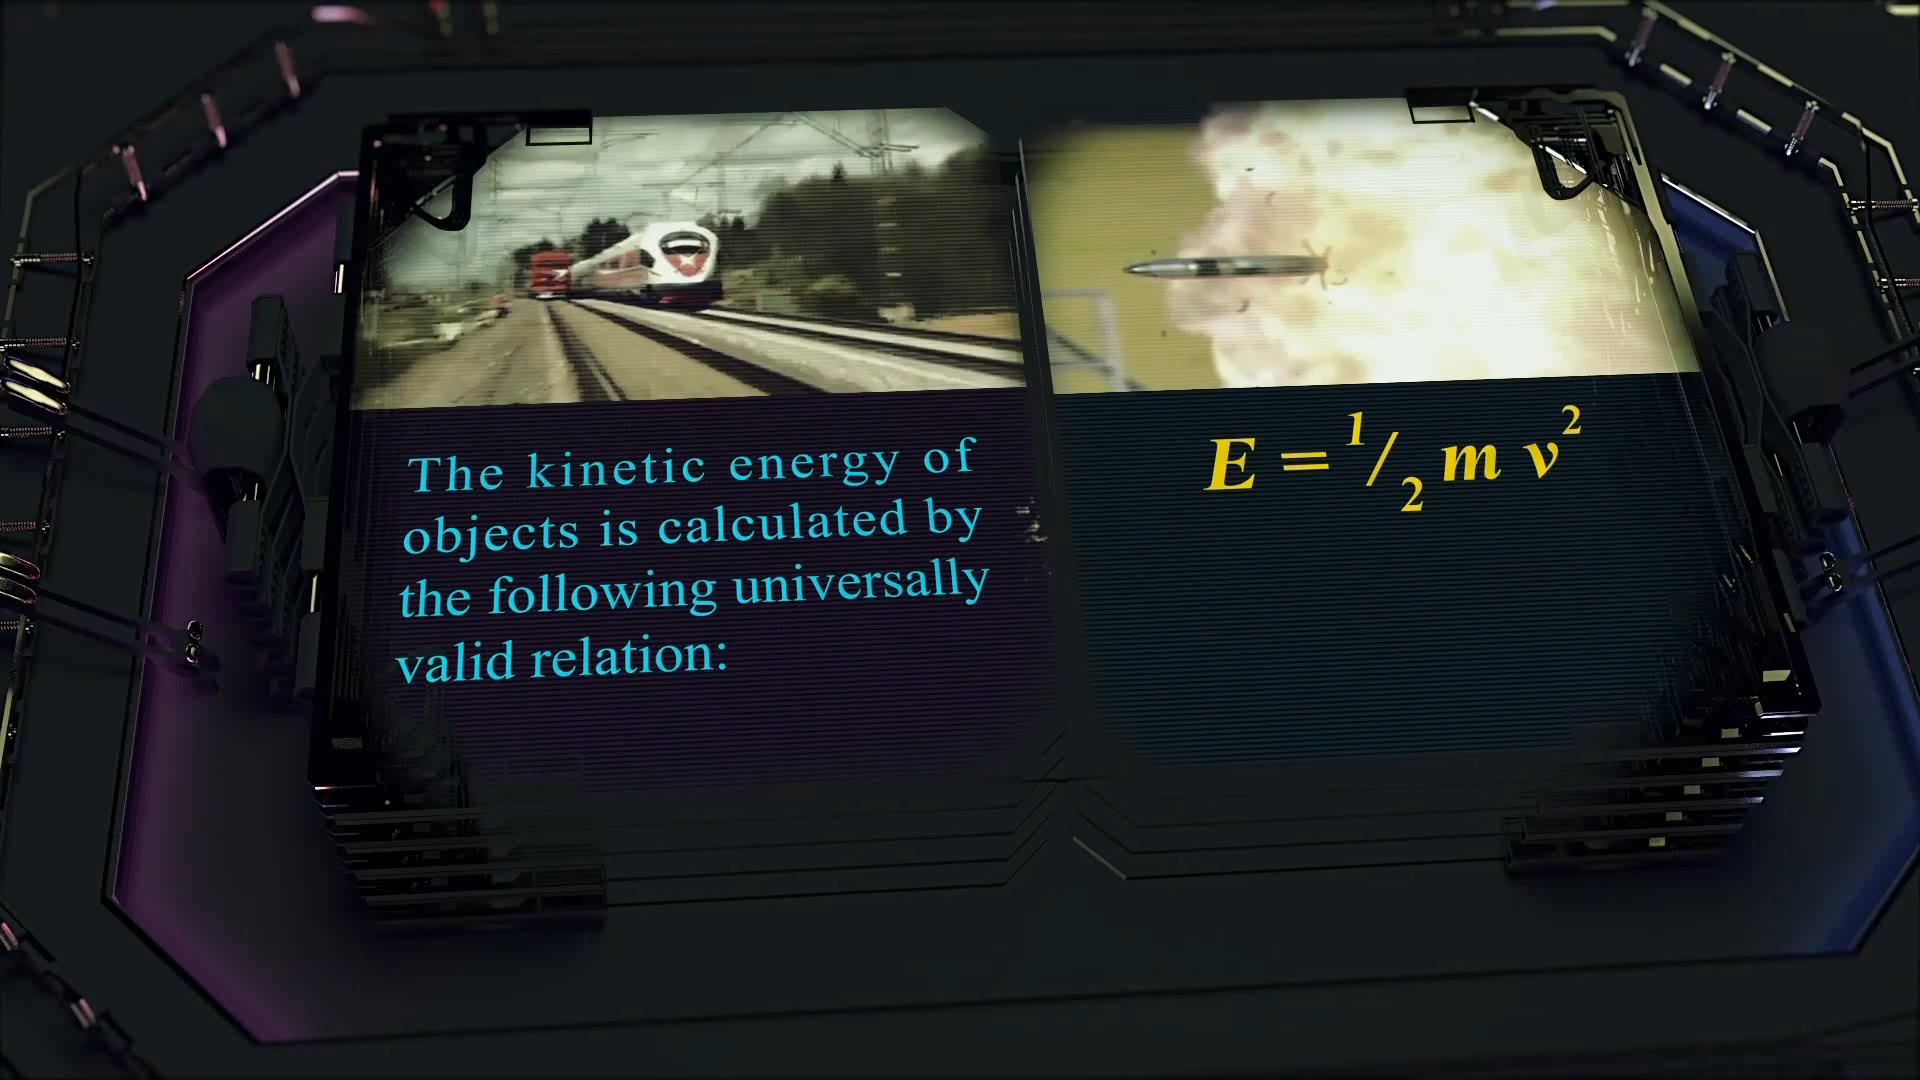 The kinetic energy of
objects is calculated by
the following universally
valid relation:
E = 1/2 m v²